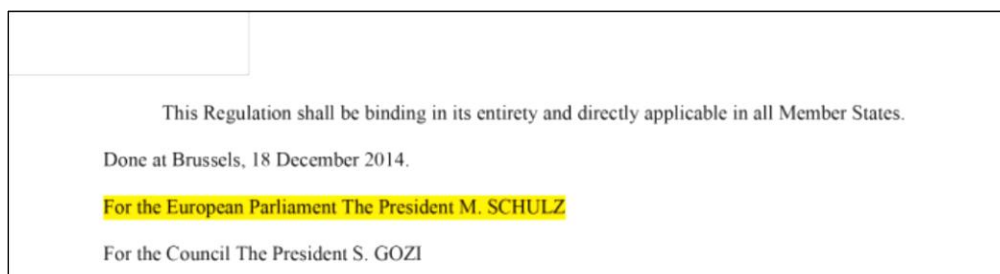 This Regulation shall be binding in its entirety and directly applicable in all Member States.
Done at Brussels, 18 December 2014.
For the European Parliament The President M. SCHULZ
For the Council The President S. GOZI